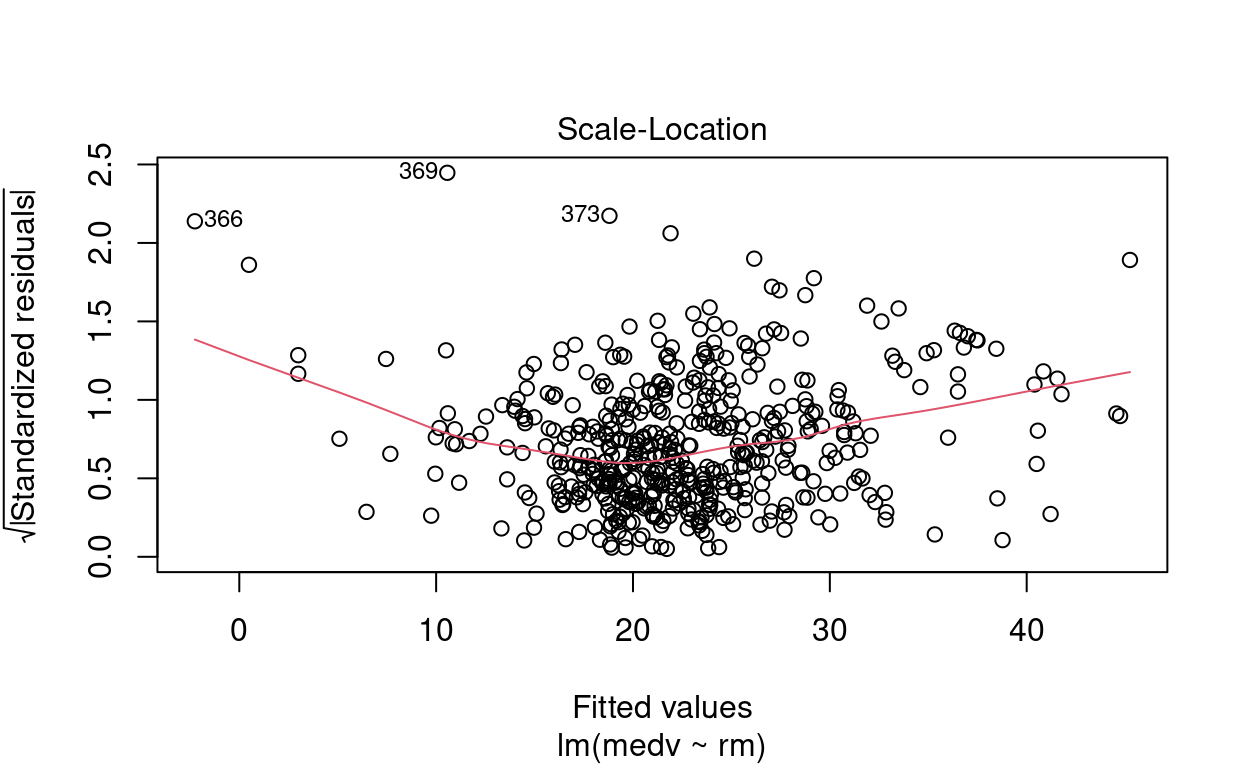 Scale-Location
√|Standardized residuals|
2.5
2.0
1.5
1.0
0.5
0.0
369
366
373
0 10 20 30 40
Fitted values
lm(medv ~ rm)